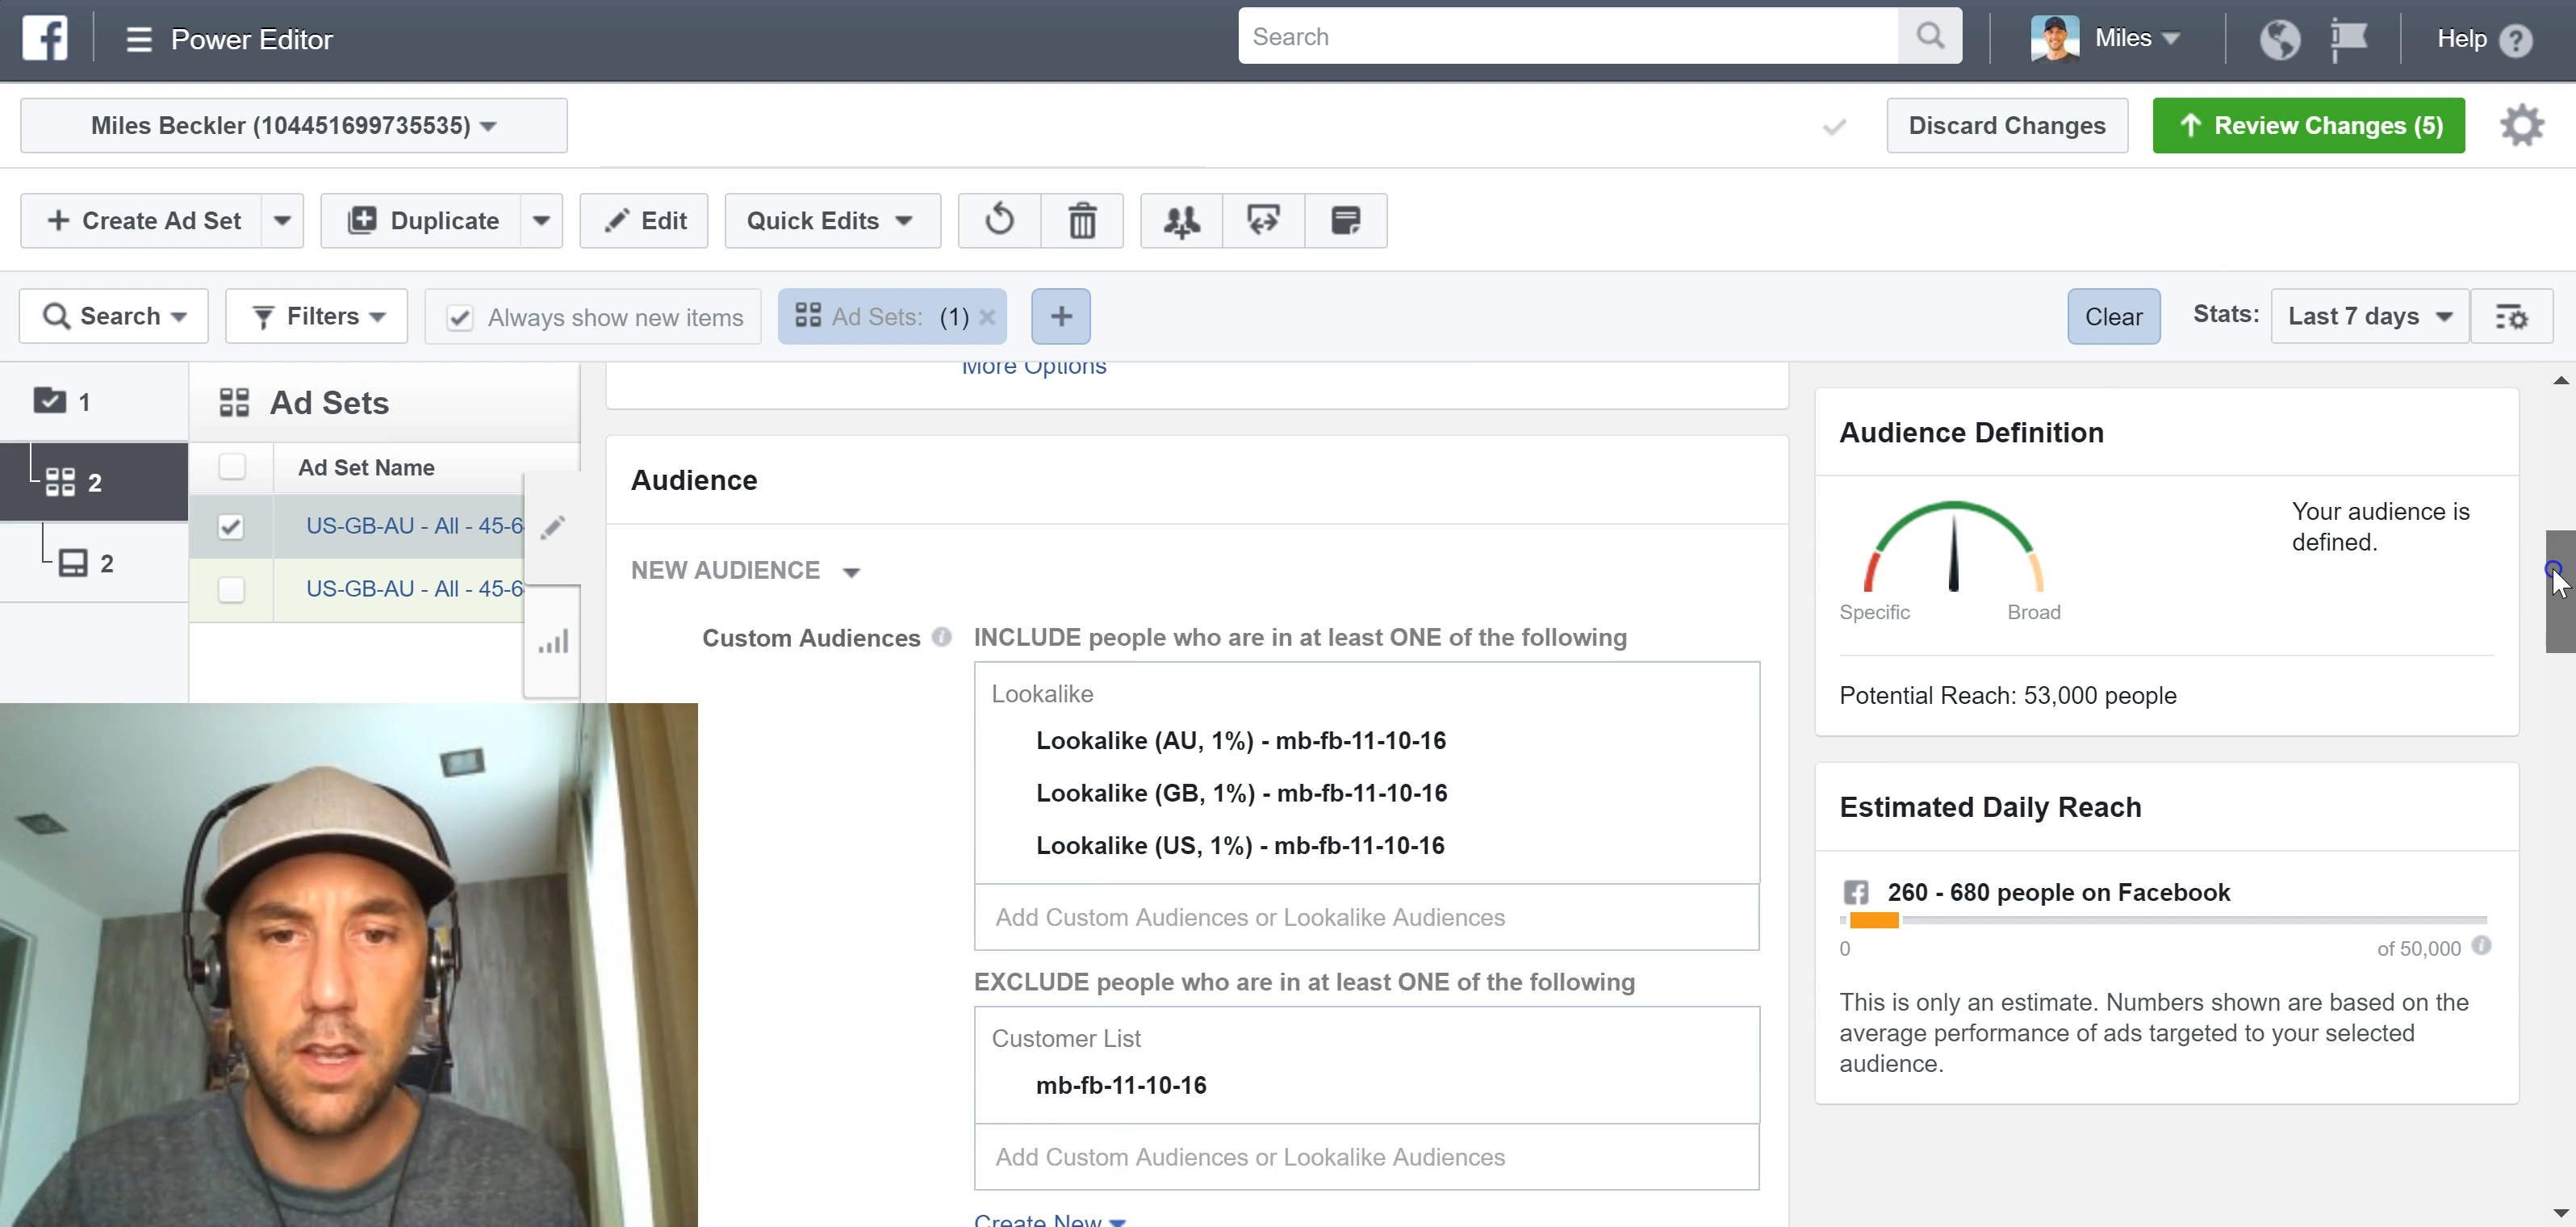 Power Editor
Search
Miles
Help
Miles Beckler (104451699735535)
Discard Changes
Review Changes (5)
Create Ad Set
Duplicate
Edit
Quick Edits
Search
Filters
Always show new items
Ad Sets: (1)
Clear
Stats:
Last 7 days
1
2
2
Ad Sets
Ad Set Name
US-GB-AU - All - 45-6
US-GB-AU - All - 45-6
More Options
Audience
NEW AUDIENCE
Custom Audiences
INCLUDE people who are in at least ONE of the following
Lookalike
Lookalike (AU, 1%) - mb-fb-11-10-16
Lookalike (GB, 1%) - mb-fb-11-10-16
Lookalike (US, 1%) - mb-fb-11-10-16
Add Custom Audiences or Lookalike Audiences
EXCLUDE people who are in at least ONE of the following
Customer List
mb-fb-11-10-16
Add Custom Audiences or Lookalike Audiences
Create New
Audience Definition
Your audience is
defined.
Specific
Broad
Potential Reach: 53,000 people
Estimated Daily Reach
260 - 680 people on Facebook
0
of 50,000
This is only an estimate. Numbers shown are based on the
average performance of ads targeted to your selected
audience.